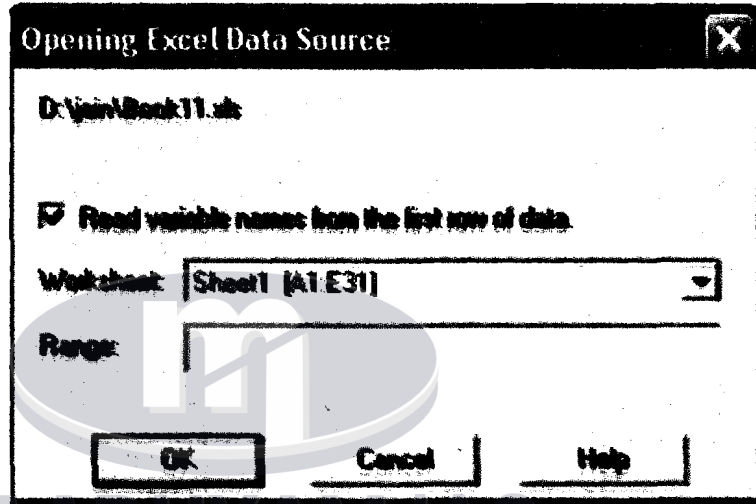 Opening Excel Data Source
D:\jain\Book11.xls
Read variable names from the first row of data.
Worksheet: Sheet1 [A1:E31]
Range:
OK Cancel Help